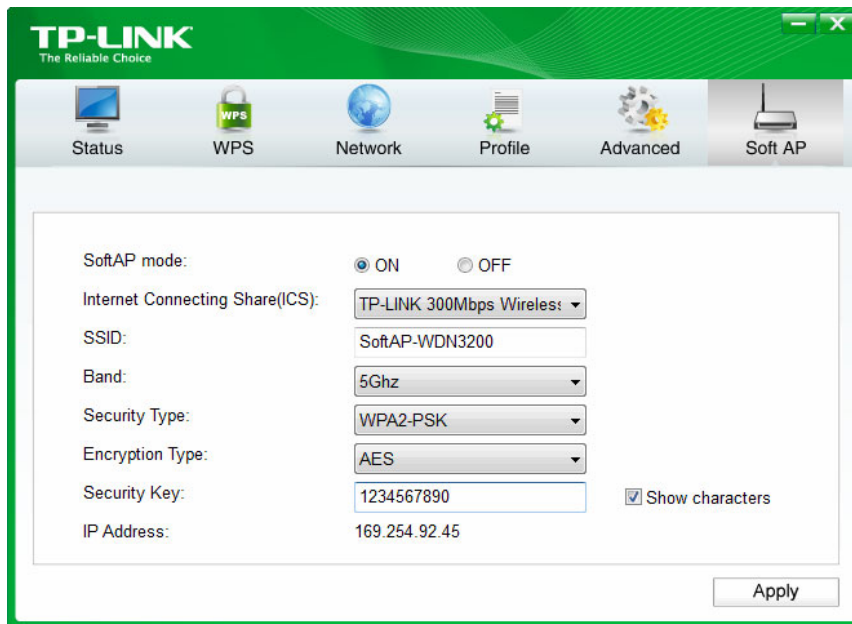 TP-LINK
The Reliable Choice
WPS
Status WPS Network Profile Advanced Soft AP
SoftAP mode: ON OFF
Internet Connecting Share(ICS): TP-LINK 300Mbps Wireless
SSID: SoftAP-WDN3200
Band: 5Ghz
Security Type: WPA2-PSK
Encryption Type: AES
Security Key: 1234567890 Show characters
IP Address: 169.254.92.45
Apply